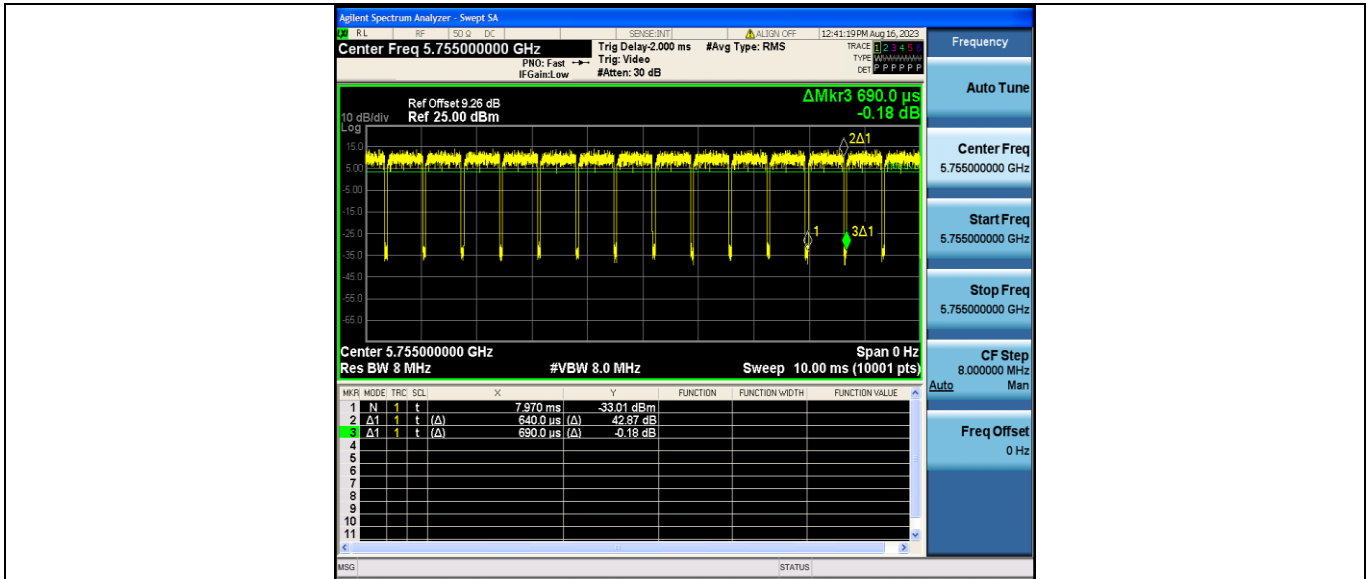 Agilent Spectrum Analyzer - Swept SA
RL RF 50 Ω DC SENSE:INT ALIGN OFF 12:41:19 PM Aug 16, 2023
Center Freq 5.755000000 GHz
PNO: Fast
IFGain:Low
Trig Delay-2.000 ms
Trig: Video
#Atten: 30 dB
#Avg Type: RMS
TRACE 1 2 3 4 5 6
TYPE
DET P P P P P P
ΔMkr3 690.0 µs
-0.18 dB
Ref Offset 9.26 dB
10 dB/div Ref 25.00 dBm
Log
15.0
5.00
-5.00
-15.0
-25.0
-35.0
-45.0
-55.0
-65.0
2Δ1
1
3Δ1
Center 5.755000000 GHz Span 0 Hz
Res BW 8 MHz #VBW 8.0 MHz Sweep 10.00 ms (10001 pts)
MKR MODE TRC SCL X Y FUNCTION FUNCTION WIDTH FUNCTION VALUE
1 N 1 t 7.970 ms -33.01 dBm
2 Δ1 1 t (Δ) 640.0 µs (Δ) 42.87 dB
3 Δ1 1 t (Δ) 690.0 µs (Δ) -0.18 dB
4
5
6
7
8
9
10
11
MSG STATUS
Frequency
Auto Tune
Center Freq
5.755000000 GHz
Start Freq
5.755000000 GHz
Stop Freq
5.755000000 GHz
CF Step
8.000000 MHz
Auto Man
Freq Offset
0 Hz